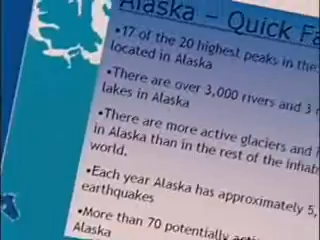 Alaska – Quick Fa
•17 of the 20 highest peaks in the
located in Alaska
•There are over 3,000 rivers and 3
lakes in Alaska
•There are more active glaciers and
in Alaska than in the rest of the inhab
world.
•Each year Alaska has approximately 5,
earthquakes
•More than 70 potentially acti
Alaska